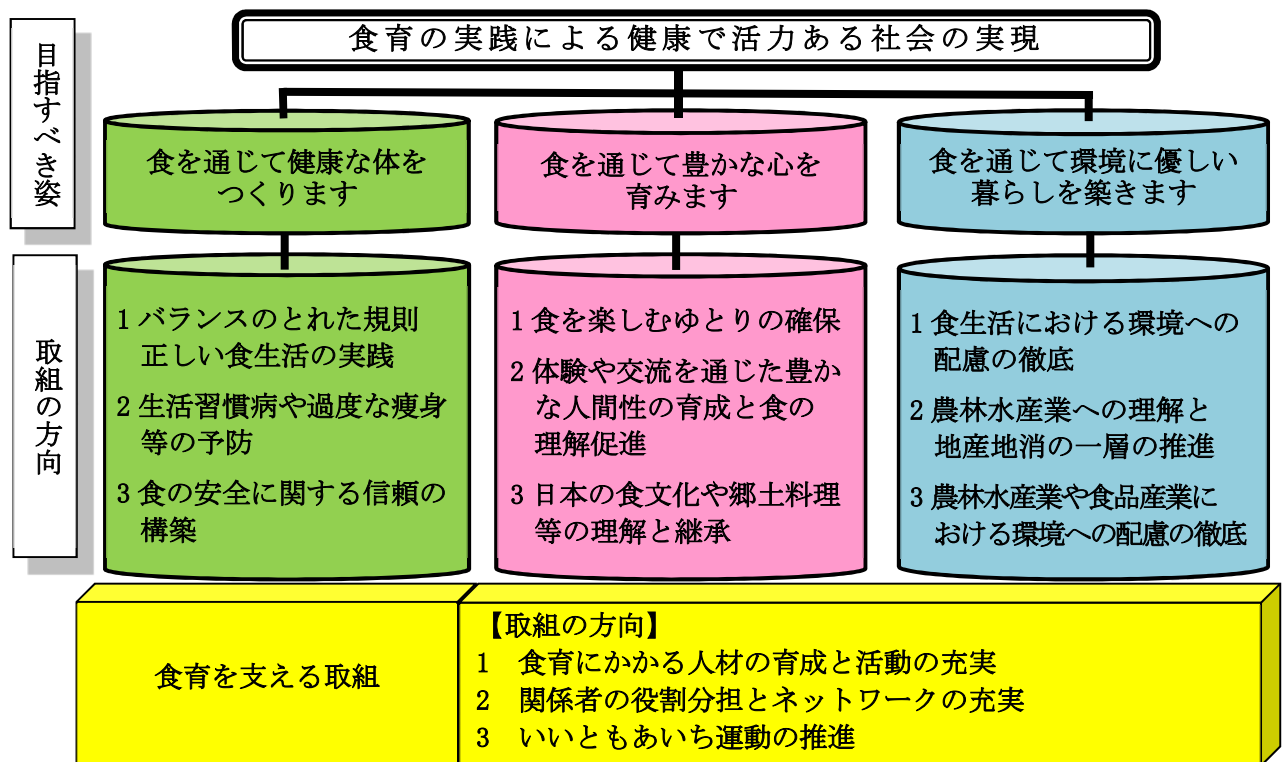 目指すべき姿
食育の実践による健康で活力ある社会の実現
食を通じて健康な体を
つくります
食を通じて豊かな心を
育みます
食を通じて環境に優しい
暮らしを築きます
取組の方向
1 バランスのとれた規則
正しい食生活の実践
2 生活習慣病や過度な痩身
等の予防
3 食の安全に関する信頼の
構築
1 食を楽しむゆとりの確保
2 体験や交流を通じた豊か
な人間性の育成と食の
理解促進
3 日本の食文化や郷土料理
等の理解と継承
1 食生活における環境への
配慮の徹底
2 農林水産業への理解と
地産地消の一層の推進
3 農林水産業や食品産業に
おける環境への配慮の徹底
食育を支える取組
【取組の方向】
1 食育にかかる人材の育成と活動の充実
2 関係者の役割分担とネットワークの充実
3 いいともあいち運動の推進